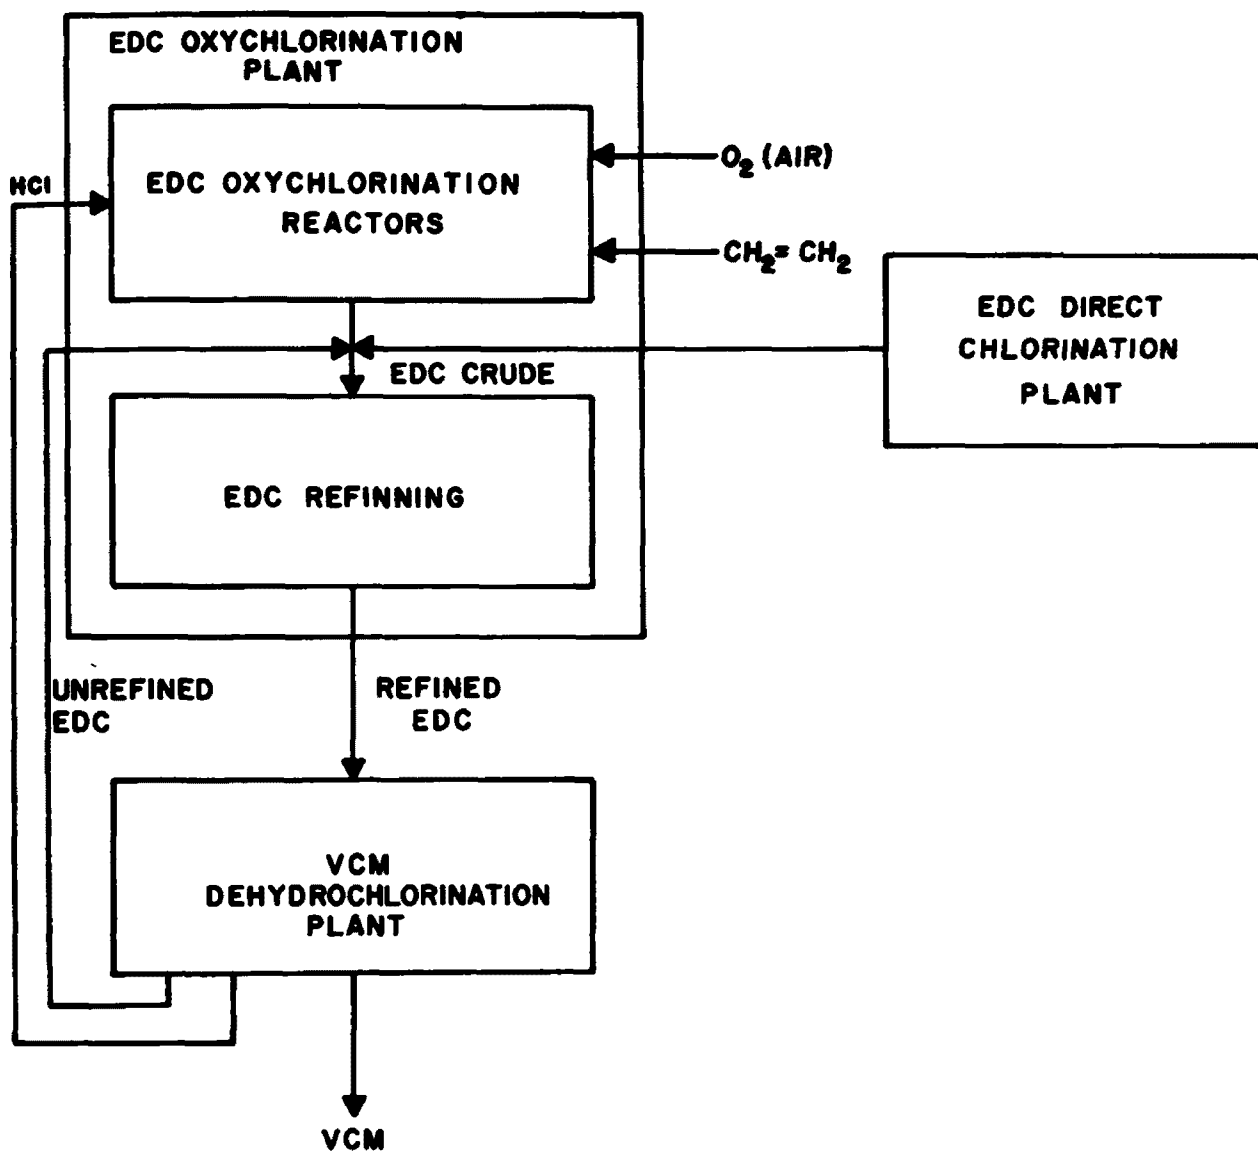 EDC OXYCHLORINATION
PLANT
HCl
EDC OXYCHLORINATION
REACTORS
O2 (AIR)
CH2= CH2
EDC DIRECT
CHLORINATION
PLANT
EDC CRUDE
EDC REFINNING
UNREFINED
EDC
REFINED
EDC
VCM
DEHYDROCHLORINATION
PLANT
VCM